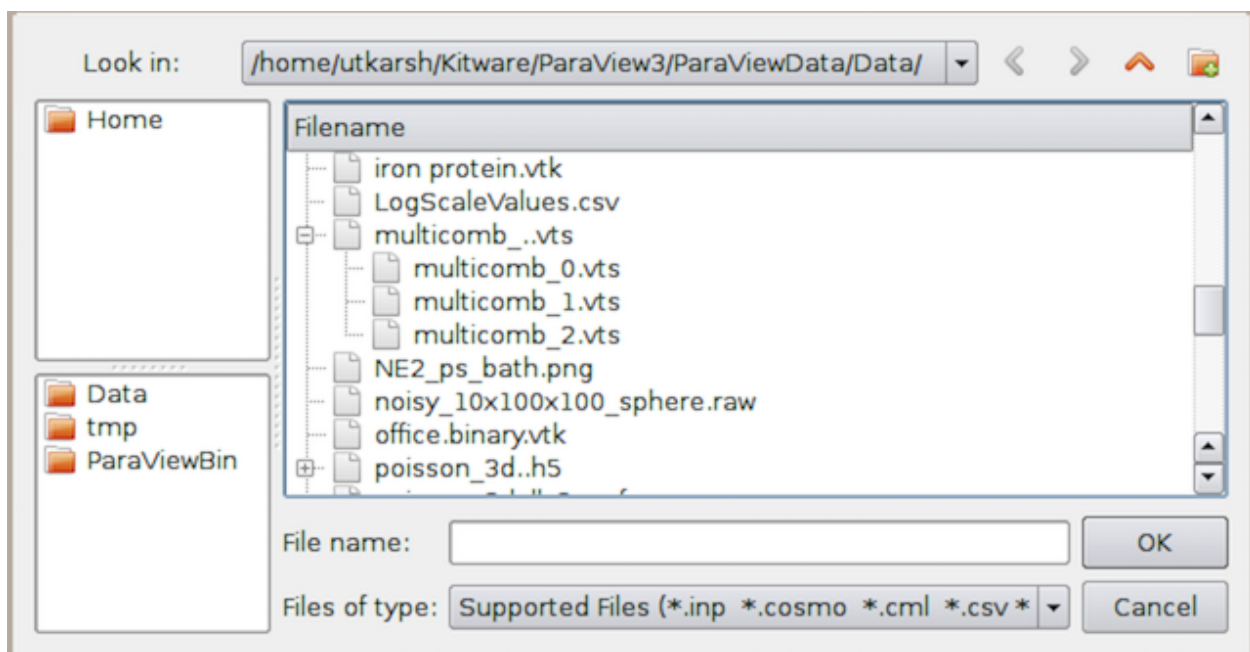 Look in: /home/utkarsh/Kitware/ParaView3/ParaViewData/Data/
Home
Filename
iron protein.vtk
LogScaleValues.csv
multicomb_..vts
multicomb_0.vts
multicomb_1.vts
multicomb_2.vts
NE2_ps_bath.png
noisy_10x100x100_sphere.raw
office.binary.vtk
poisson_3d..h5
Data
tmp
ParaViewBin
File name:
OK
Files of type: Supported Files (*.inp *.cosmo *.cml *.csv *
Cancel